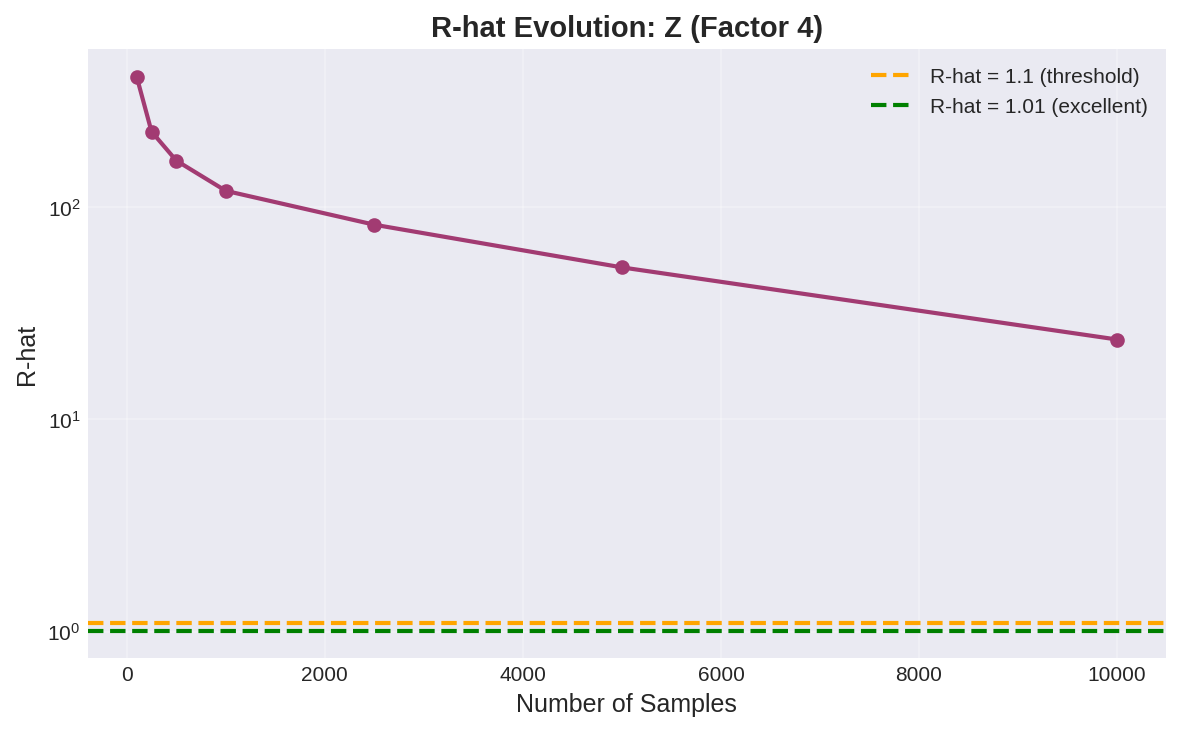 R-hat Evolution: Z (Factor 4)
R-hat = 1.1 (threshold)
R-hat = 1.01 (excellent)
10²
10¹
10⁰
R-hat
0 2000 4000 6000 8000 10000
Number of Samples